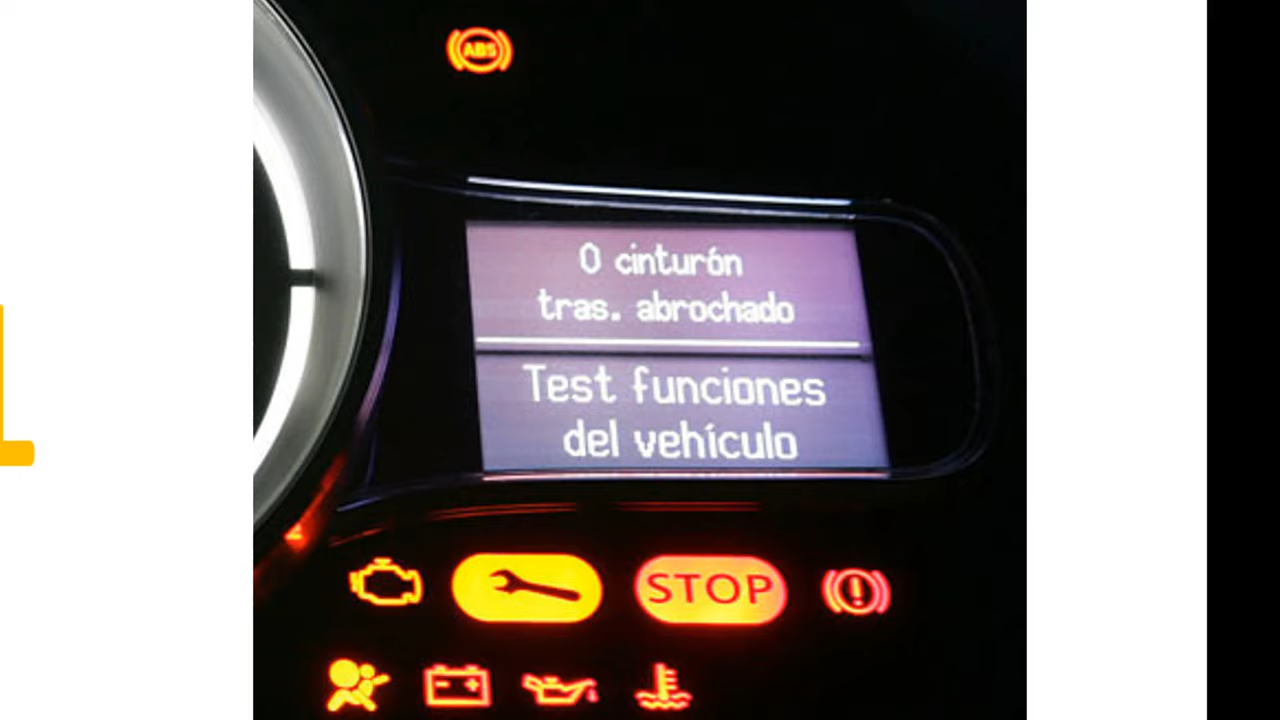 ABS
0 cinturón
tras. abrochado
Test funciones
del vehículo
STOP